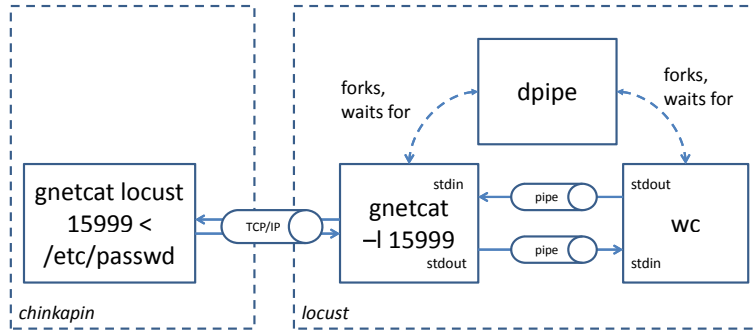 forks,
waits for
dpipe
forks,
waits for
gnetcat locust
15999 <
/etc/passwd
TCP/IP
stdin
gnetcat
–l 15999
stdout
pipe
pipe
stdout
wc
stdin
chinkapin
locust